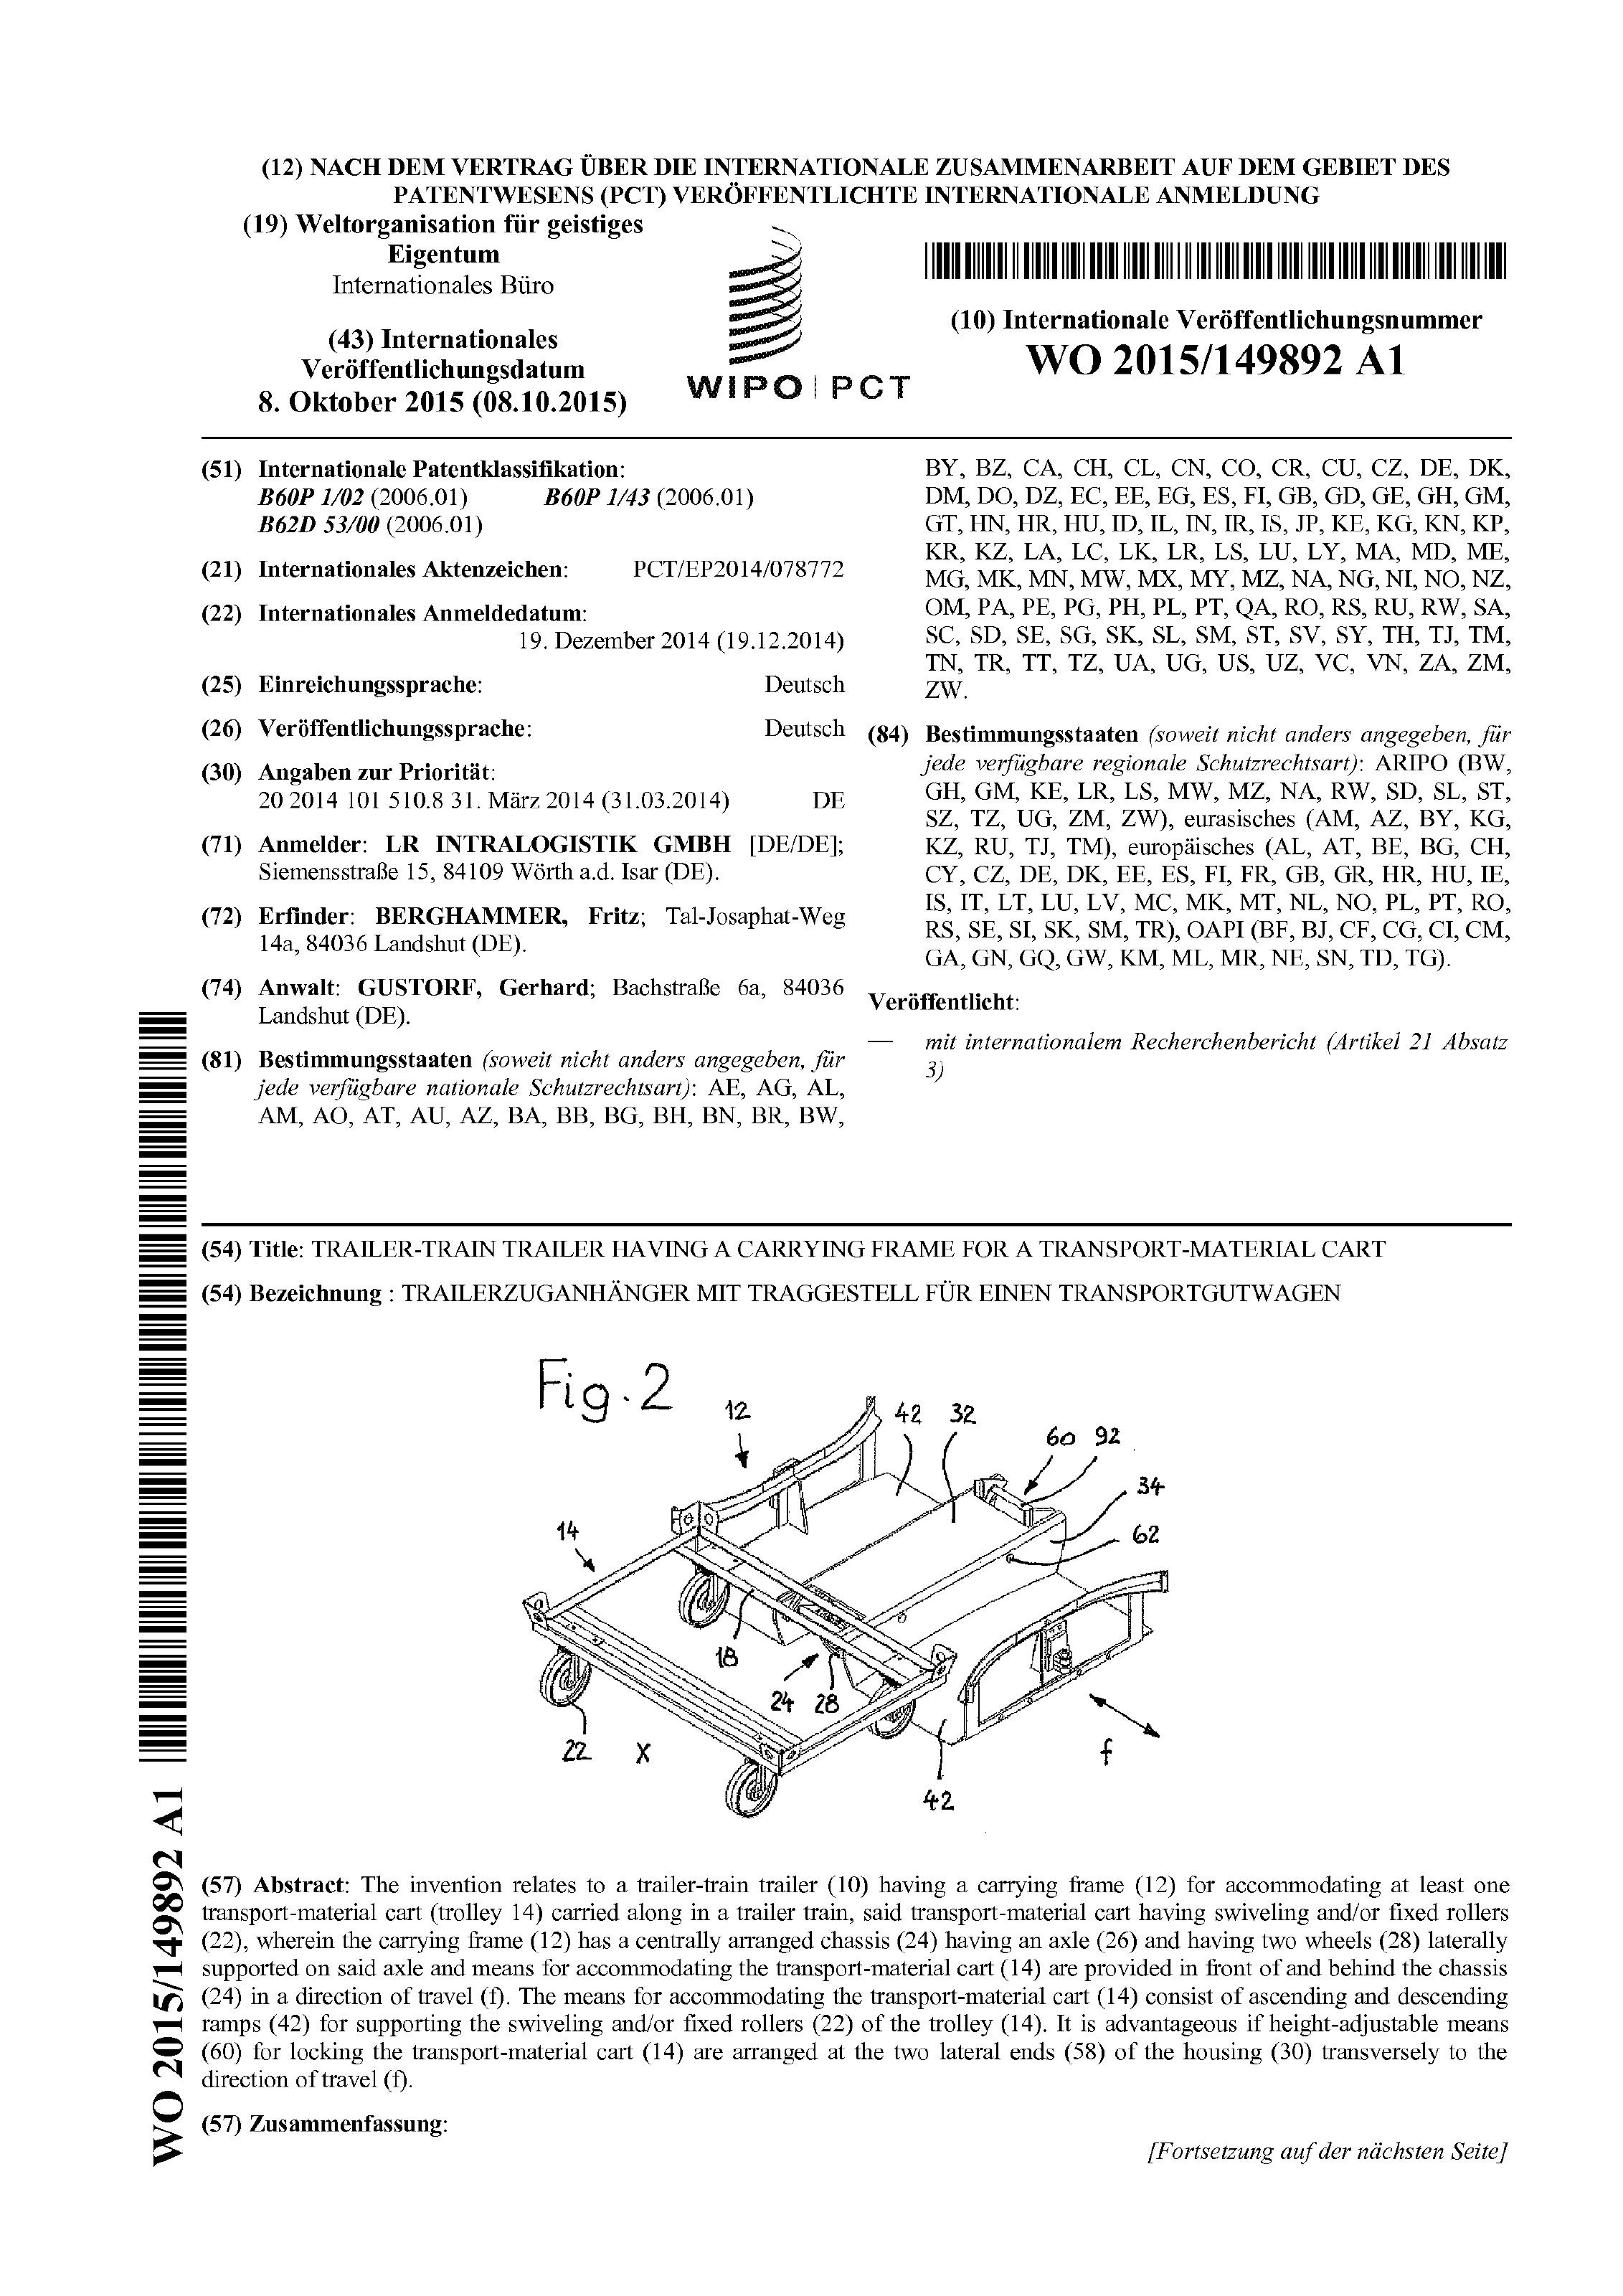 (12) NACH DEM VERTRAG ÜBER DIE INTERNATIONALE ZUSAMMENARBEIT AUF DEM GEBIET DES
PATENTWESENS (PCT) VERÖFFENTLICHTE INTERNATIONALE ANMELDUNG
(19) Weltorganisation für geistiges
Eigentum
Internationales Büro
(43) Internationales
Veröffentlichungsdatum
8. Oktober 2015 (08.10.2015)
WIPO | PCT
(10) Internationale Veröffentlichungsnummer
WO 2015/149892 A1
(51) Internationale Patentklassifikation:
B60P 1/02 (2006.01) B60P 1/43 (2006.01)
B62D 53/00 (2006.01)
(21) Internationales Aktenzeichen: PCT/EP2014/078772
(22) Internationales Anmeldedatum:
19. Dezember 2014 (19.12.2014)
(25) Einreichungssprache: Deutsch
(26) Veröffentlichungssprache: Deutsch
(30) Angaben zur Priorität:
20 2014 101 510.8 31. März 2014 (31.03.2014) DE
(71) Anmelder: LR INTRALOGISTIK GMBH [DE/DE];
Siemensstraße 15, 84109 Wörth a.d. Isar (DE).
(72) Erfinder: BERGHAMMER, Fritz; Tal-Josaphat-Weg
14a, 84036 Landshut (DE).
(74) Anwalt: GUSTORF, Gerhard; Bachstraße 6a, 84036
Landshut (DE).
(81) Bestimmungsstaaten (soweit nicht anders angegeben, für
jede verfügbare nationale Schutzrechtsart): AE, AG, AL,
AM, AO, AT, AU, AZ, BA, BB, BG, BH, BN, BR, BW,
BY, BZ, CA, CH, CL, CN, CO, CR, CU, CZ, DE, DK,
DM, DO, DZ, EC, EE, EG, ES, FI, GB, GD, GE, GH, GM,
GT, HN, HR, HU, ID, IL, IN, IR, IS, JP, KE, KG, KN, KP,
KR, KZ, LA, LC, LK, LR, LS, LU, LY, MA, MD, ME,
MG, MK, MN, MW, MX, MY, MZ, NA, NG, NI, NO, NZ,
OM, PA, PE, PG, PH, PL, PT, QA, RO, RS, RU, RW, SA,
SC, SD, SE, SG, SK, SL, SM, ST, SV, SY, TH, TJ, TM,
TN, TR, TT, TZ, UA, UG, US, UZ, VC, VN, ZA, ZM,
ZW.
(84) Bestimmungsstaaten (soweit nicht anders angegeben, für
jede verfügbare regionale Schutzrechtsart): ARIPO (BW,
GH, GM, KE, LR, LS, MW, MZ, NA, RW, SD, SL, ST,
SZ, TZ, UG, ZM, ZW), eurasisches (AM, AZ, BY, KG,
KZ, RU, TJ, TM), europäisches (AL, AT, BE, BG, CH,
CY, CZ, DE, DK, EE, ES, FI, FR, GB, GR, HR, HU, IE,
IS, IT, LT, LU, LV, MC, MK, MT, NL, NO, PL, PT, RO,
RS, SE, SI, SK, SM, TR), OAPI (BF, BJ, CF, CG, CI, CM,
GA, GN, GQ, GW, KM, ML, MR, NE, SN, TD, TG).
Veröffentlicht:
— mit internationalem Recherchenbericht (Artikel 21 Absatz
3)
(54) Title: TRAILER-TRAIN TRAILER HAVING A CARRYING FRAME FOR A TRANSPORT-MATERIAL CART
(54) Bezeichnung : TRAILERZUGANHÄNGER MIT TRAGGESTELL FÜR EINEN TRANSPORTGUTWAGEN
Fig. 2
12
42 32
60 92
34
62
14
18
24 28
22 X
f
42
(57) Abstract: The invention relates to a trailer-train trailer (10) having a carrying frame (12) for accommodating at least one
transport-material cart (trolley 14) carried along in a trailer train, said transport-material cart having swiveling and/or fixed rollers
(22), wherein the carrying frame (12) has a centrally arranged chassis (24) having an axle (26) and having two wheels (28) laterally
supported on said axle and means for accommodating the transport-material cart (14) are provided in front of and behind the chassis
(24) in a direction of travel (f). The means for accommodating the transport-material cart (14) consist of ascending and descending
ramps (42) for supporting the swiveling and/or fixed rollers (22) of the trolley (14). It is advantageous if height-adjustable means
(60) for locking the transport-material cart (14) are arranged at the two lateral ends (58) of the housing (30) transversely to the
direction of travel (f).
(57) Zusammenfassung:
[Fortsetzung auf der nächsten Seite]
WO 2015/149892 A1